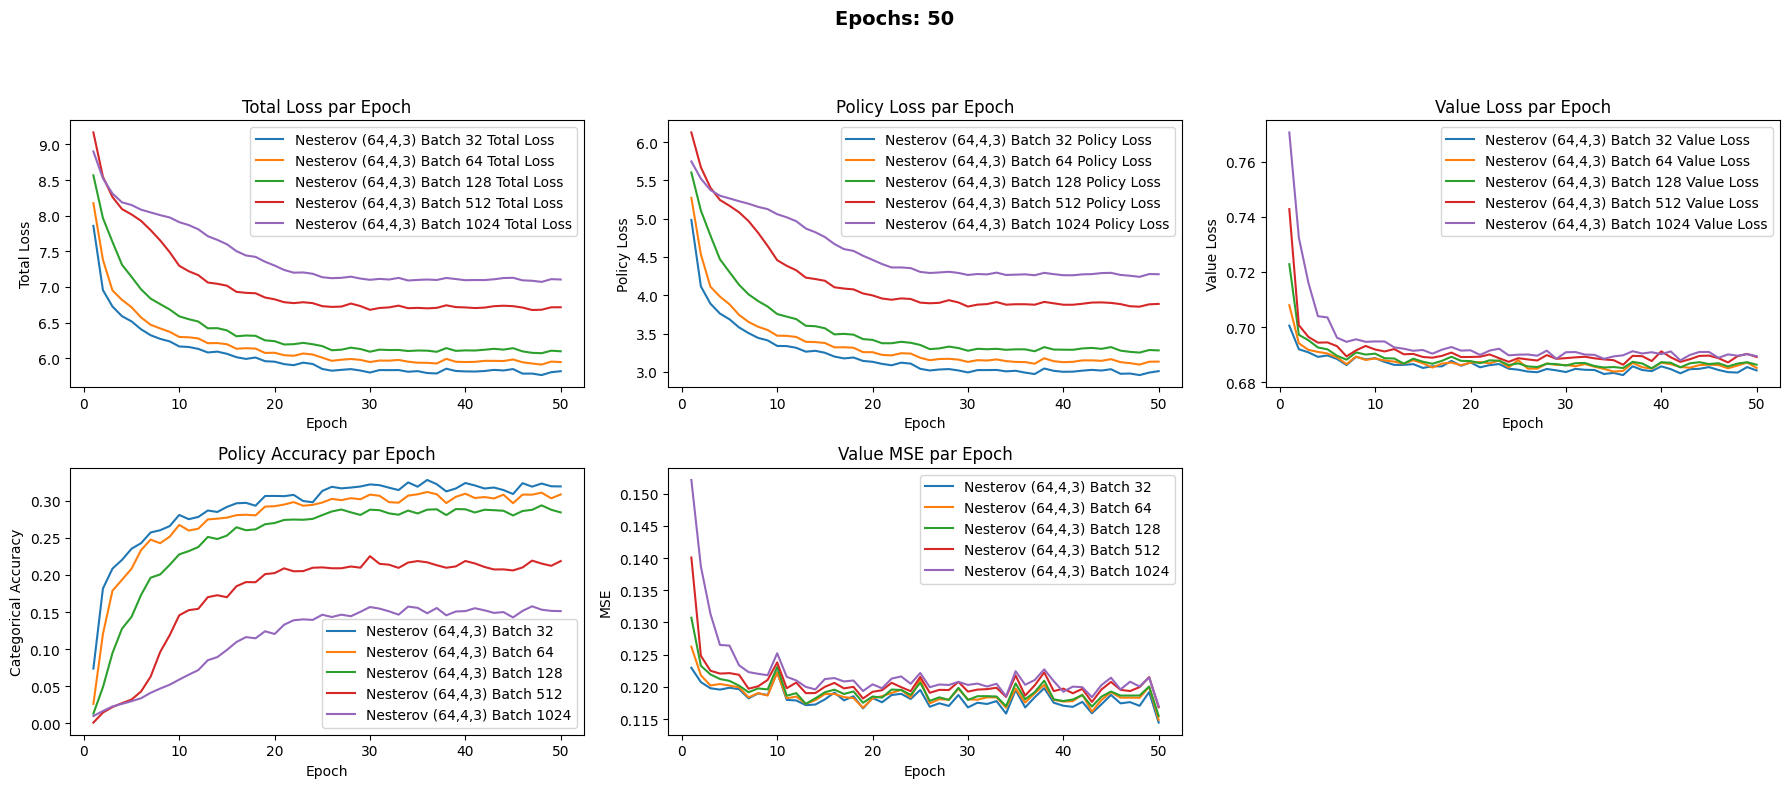 Epochs: 50
Total Loss par Epoch
Total Loss
9.0
8.5
8.0
7.5
7.0
6.5
6.0
0 10 20 30 40 50
Epoch
Nesterov (64,4,3) Batch 32 Total Loss
Nesterov (64,4,3) Batch 64 Total Loss
Nesterov (64,4,3) Batch 128 Total Loss
Nesterov (64,4,3) Batch 512 Total Loss
Nesterov (64,4,3) Batch 1024 Total Loss
Policy Loss par Epoch
Policy Loss
6.0
5.5
5.0
4.5
4.0
3.5
3.0
0 10 20 30 40 50
Epoch
Nesterov (64,4,3) Batch 32 Policy Loss
Nesterov (64,4,3) Batch 64 Policy Loss
Nesterov (64,4,3) Batch 128 Policy Loss
Nesterov (64,4,3) Batch 512 Policy Loss
Nesterov (64,4,3) Batch 1024 Policy Loss
Value Loss par Epoch
Value Loss
0.76
0.74
0.72
0.70
0.68
0 10 20 30 40 50
Epoch
Nesterov (64,4,3) Batch 32 Value Loss
Nesterov (64,4,3) Batch 64 Value Loss
Nesterov (64,4,3) Batch 128 Value Loss
Nesterov (64,4,3) Batch 512 Value Loss
Nesterov (64,4,3) Batch 1024 Value Loss
Policy Accuracy par Epoch
Categorical Accuracy
0.30
0.25
0.20
0.15
0.10
0.05
0.00
0 10 20 30 40 50
Epoch
Nesterov (64,4,3) Batch 32
Nesterov (64,4,3) Batch 64
Nesterov (64,4,3) Batch 128
Nesterov (64,4,3) Batch 512
Nesterov (64,4,3) Batch 1024
Value MSE par Epoch
MSE
0.150
0.145
0.140
0.135
0.130
0.125
0.120
0.115
0 10 20 30 40 50
Epoch
Nesterov (64,4,3) Batch 32
Nesterov (64,4,3) Batch 64
Nesterov (64,4,3) Batch 128
Nesterov (64,4,3) Batch 512
Nesterov (64,4,3) Batch 1024